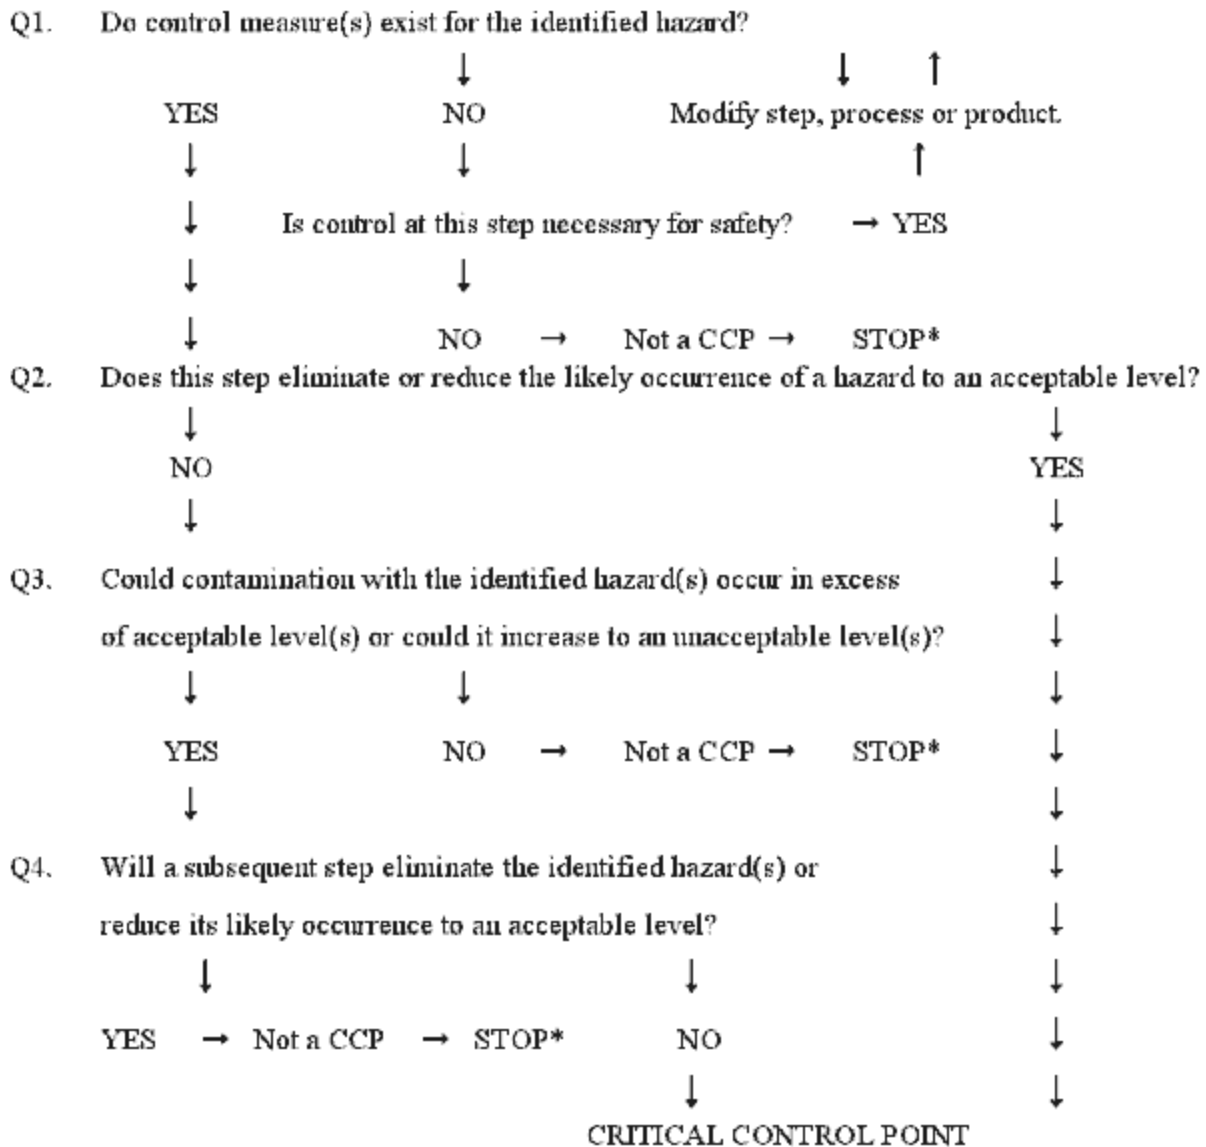 Q1. Do control measure(s) exist for the identified hazard?
↓ ↓ ↑
YES NO Modify step, process or product.
↓ ↓ ↑
↓ Is control at this step necessary for safety? → YES
↓ ↓
↓ NO → Not a CCP → STOP*
Q2. Does this step eliminate or reduce the likely occurrence of a hazard to an acceptable level?
↓ ↓
NO YES
↓ ↓
Q3. Could contamination with the identified hazard(s) occur in excess ↓
of acceptable level(s) or could it increase to an unacceptable level(s)? ↓
↓ ↓ ↓
YES NO → Not a CCP → STOP* ↓
↓ ↓
Q4. Will a subsequent step eliminate the identified hazard(s) or ↓
reduce its likely occurrence to an acceptable level? ↓
↓ ↓ ↓
YES → Not a CCP → STOP* NO ↓
↓ ↓
CRITICAL CONTROL POINT